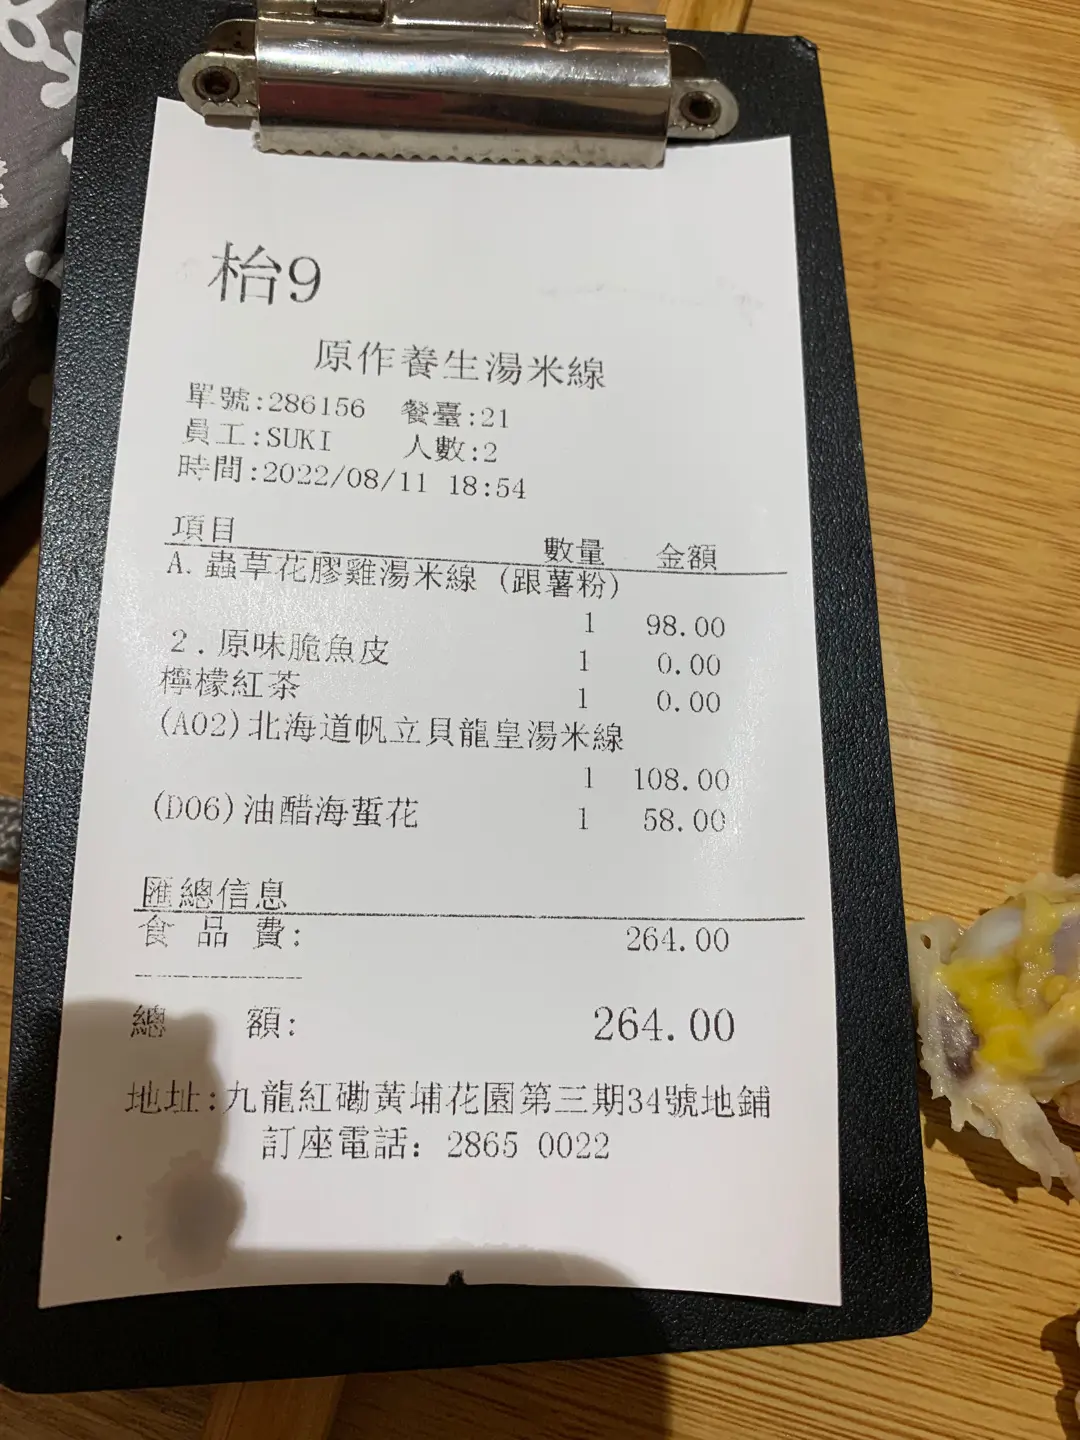 枱9
原作養生湯米線
單號:286156 餐臺:21
員工:SUKI 人數:2
時間:2022/08/11 18:54
項目 數量 金額
A. 蟲草花膠雞湯米線 (跟薯粉)
1 98.00
2. 原味脆魚皮 1 0.00
檸檬紅茶 1 0.00
(A02)北海道帆立貝龍皇湯米線
1 108.00
(D06)油醋海蜇花 1 58.00
匯總信息
食品費: 264.00
總額: 264.00
地址:九龍紅磡黃埔花園第三期34號地鋪
訂座電話: 2865 0022